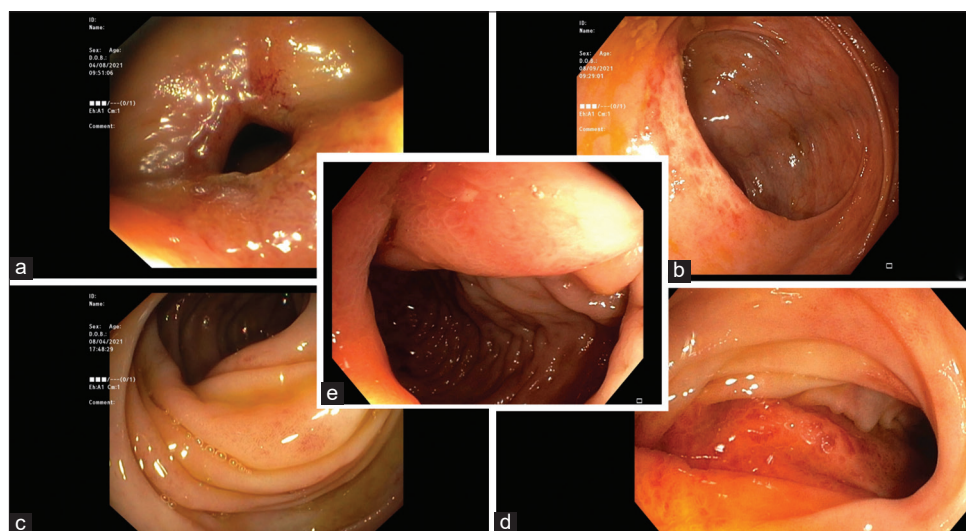 ID:
Name:
Sex: Age:
D.O.B.:
04/08/2021
09:51:06
■■■/---(0/1)
Eh:A1 Cm:1
Comment:
a
ID:
Name:
Sex: Age:
D.O.B.:
08/09/2021
09:29:01
■■■/---(0/1)
Eh:A1 Cm:1
Comment:
b
ID:
Name:
Sex: Age:
D.O.B.:
08/04/2021
17:48:29
■■■/---(0/1)
Eh:A1 Cm:1
Comment:
c
e
d